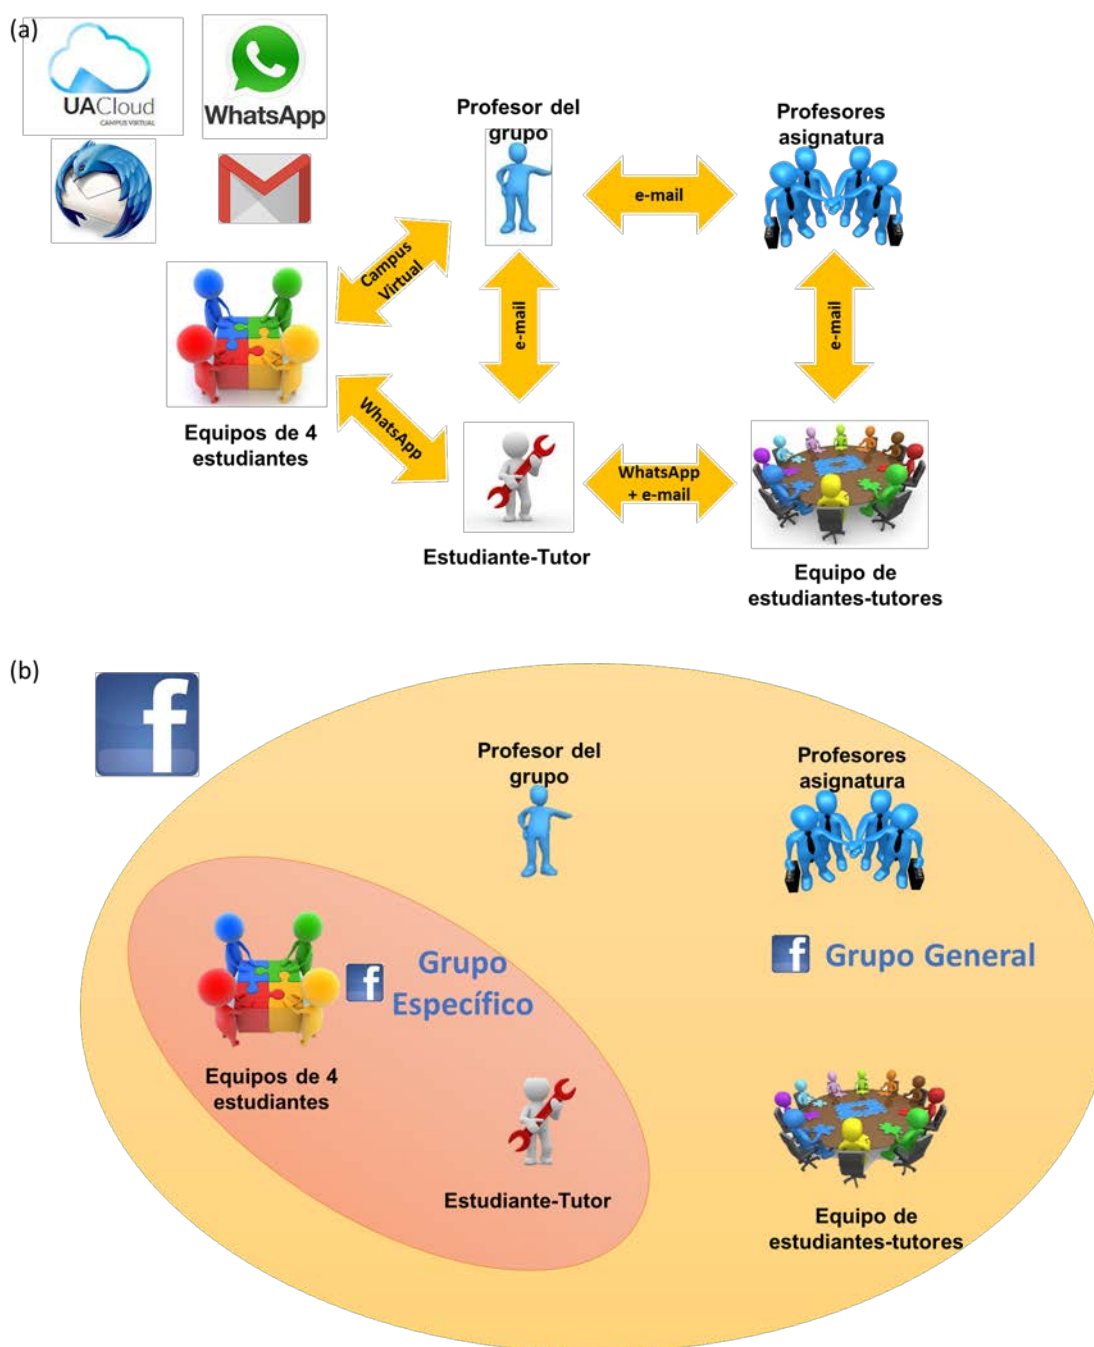 (a)
UACloud
CAMPUS VIRTUAL
WhatsApp
Profesor del
grupo
Profesores
asignatura
e-mail
Campus
Virtual
e-mail
e-mail
WhatsApp
Equipos de 4
estudiantes
WhatsApp
+ e-mail
Estudiante-Tutor
Equipo de
estudiantes-tutores
(b)
f
Profesor del
grupo
Profesores
asignatura
f Grupo
Específico
f Grupo General
Equipos de 4
estudiantes
Estudiante-Tutor
Equipo de
estudiantes-tutores